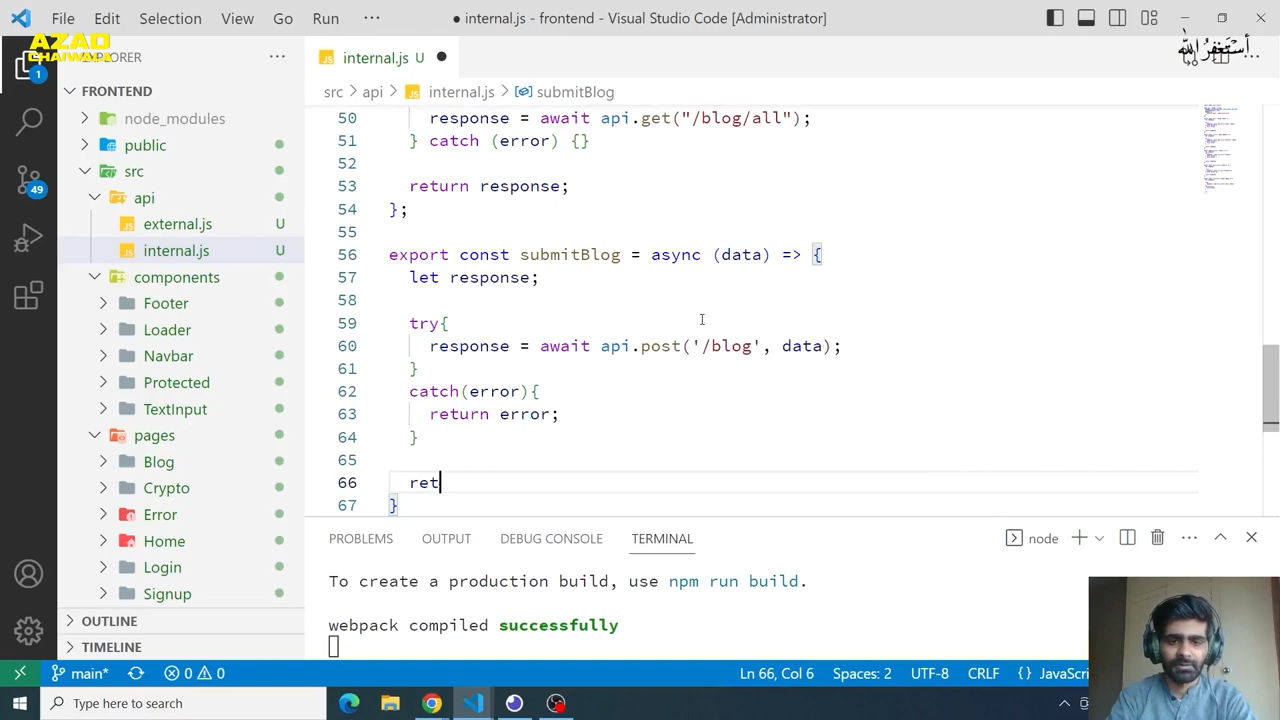 File Edit Selection View Go Run ··· ● internal.js - frontend - Visual Studio Code [Administrator]
AZAD
CHAIWALA
EXPLORER ···
internal.js U ●
أستغفر الله
src > api > internal.js > submitBlog
FRONTEND
node_modules
public
src
api
external.js U
internal.js U
components
Footer
Loader
Navbar
Protected
TextInput
pages
Blog
Crypto
Error
Home
Login
Signup
OUTLINE
TIMELINE
1
49
50 response = await api.get("/blog/all");
51 } catch (error) {}
52
53 return response;
54 };
55
56 export const submitBlog = async (data) => {
57 let response;
58
59 try{
60 response = await api.post('/blog', data);
61 }
62 catch(error){
63 return error;
64 }
65
66 ret
67 }
PROBLEMS OUTPUT DEBUG CONSOLE TERMINAL node
To create a production build, use npm run build.
webpack compiled successfully
main* 0 0 Ln 66, Col 6 Spaces: 2 UTF-8 CRLF {} JavaScri
Type here to search